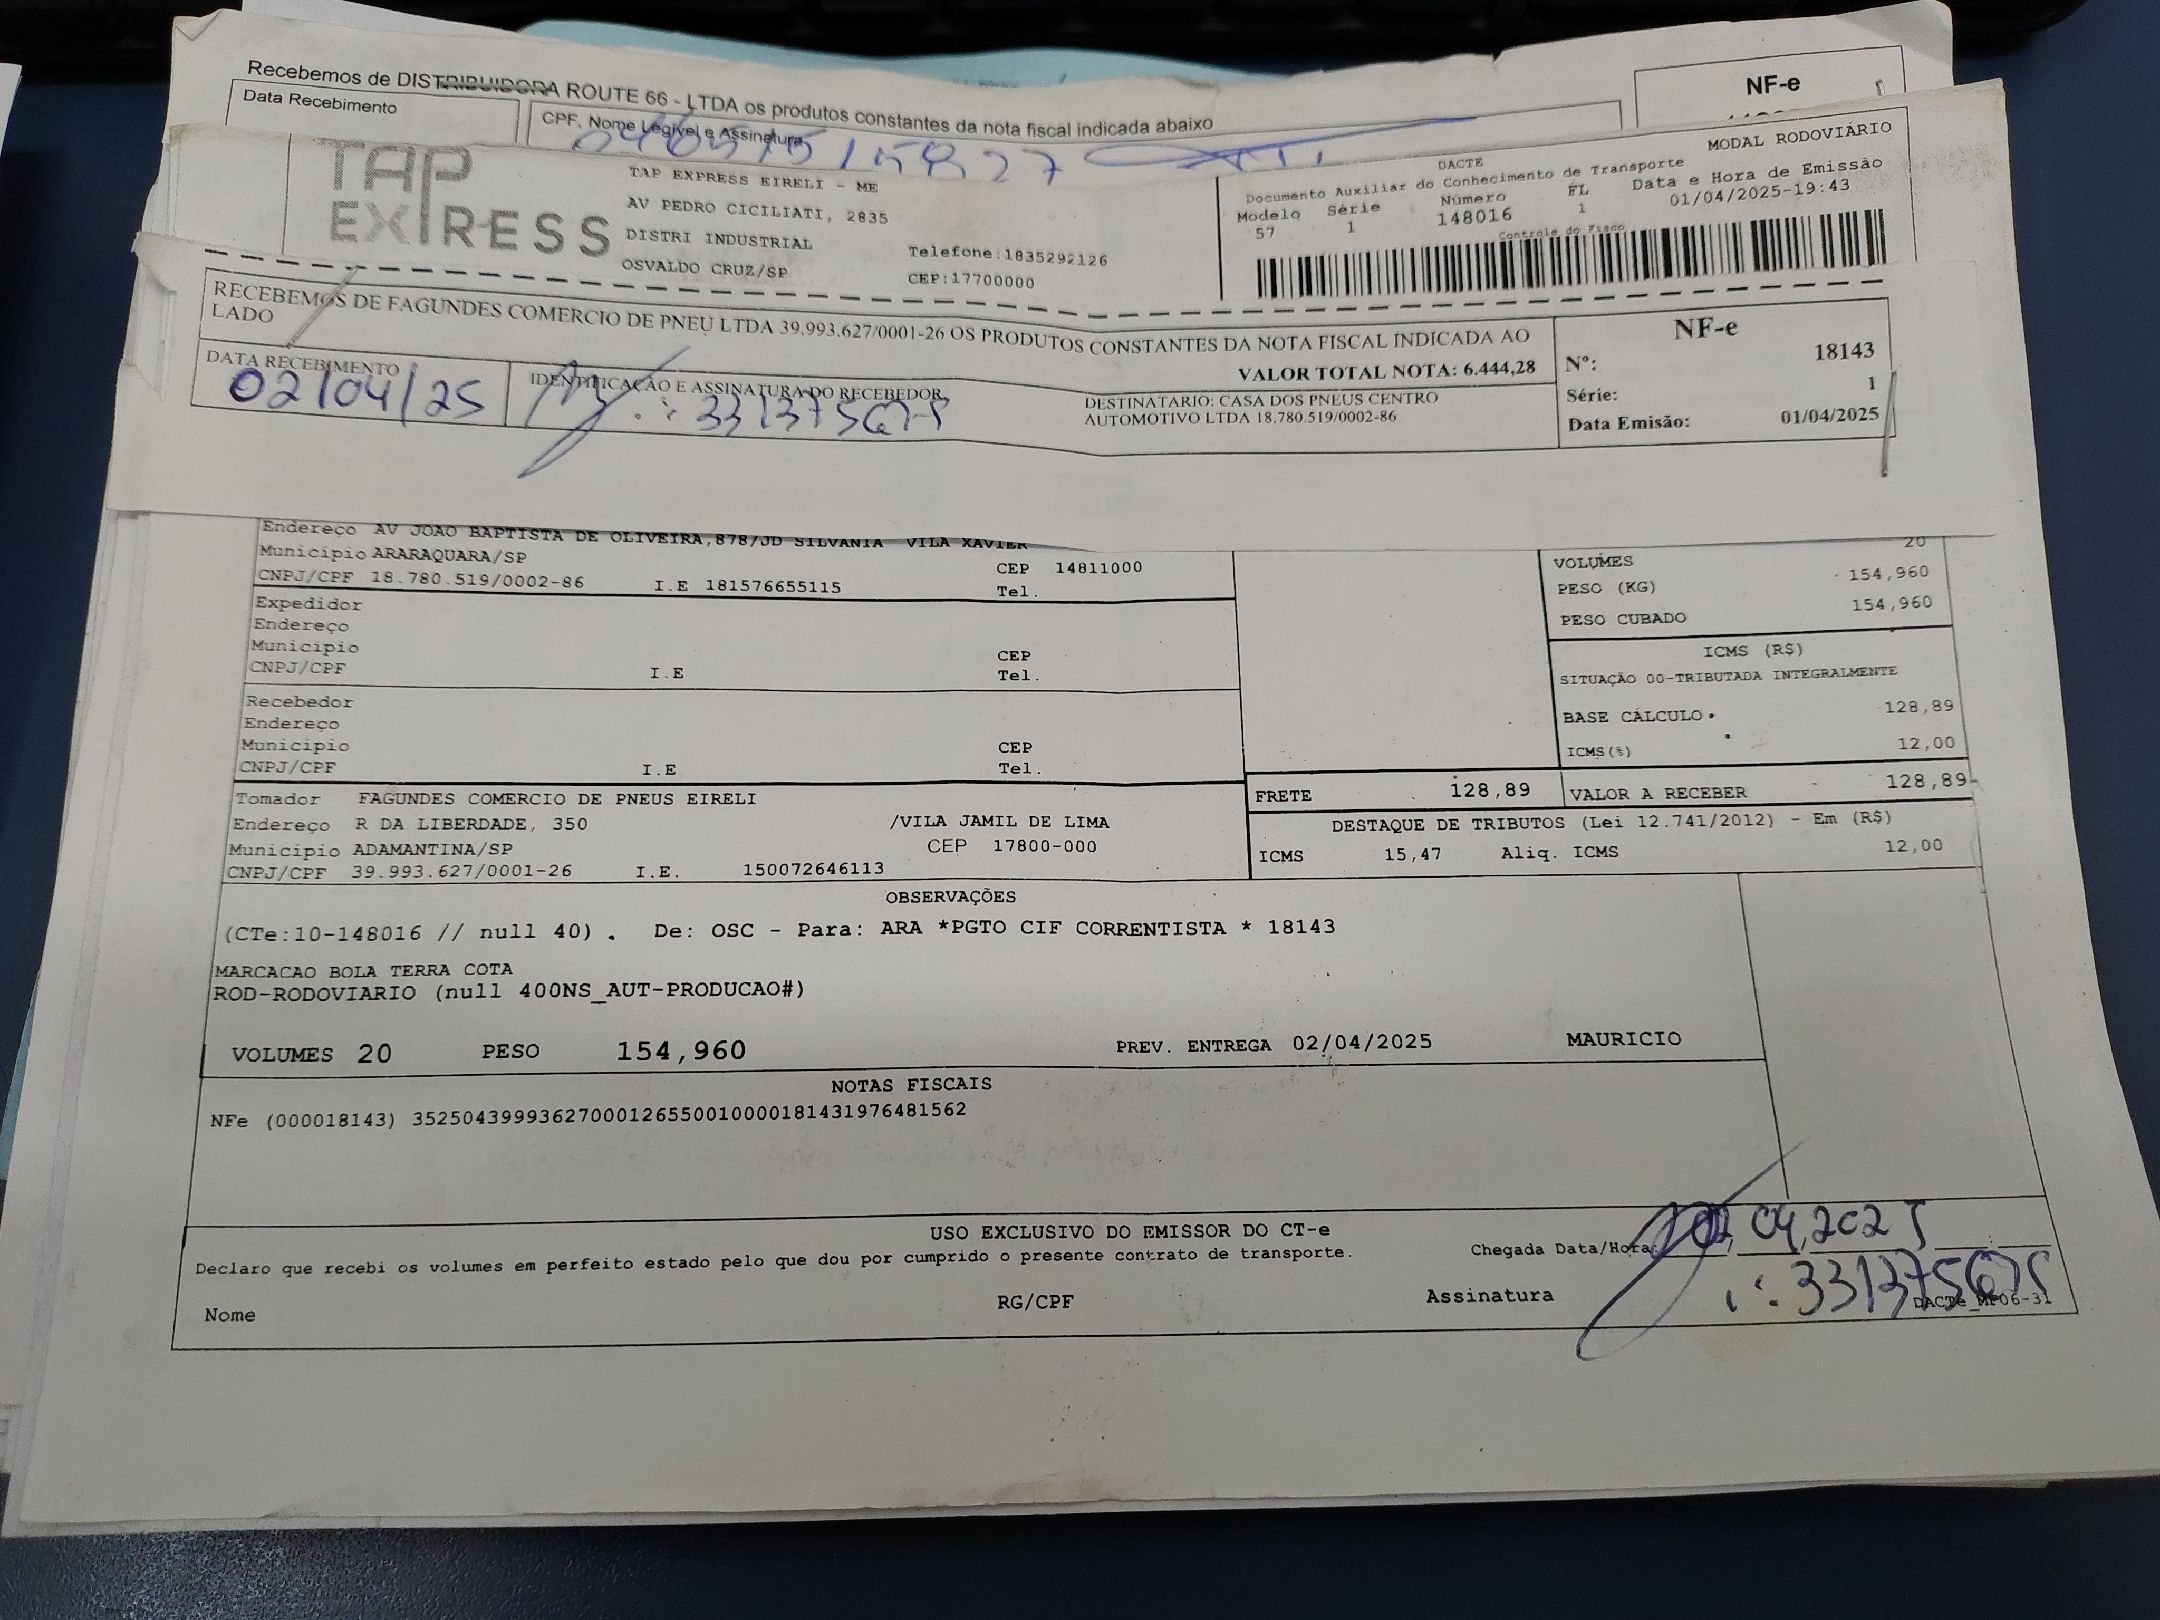 Recebemos de DISTRIBUIDORA ROUTE 66 - LTDA os produtos constantes da nota fiscal indicada abaixo
NF-e
Data Recebimento
CPF, Nome Legível e Assinatura
TAP EXPRESS
TAP EXPRESS EIRELI - ME
AV PEDRO CICILIATI, 2835
DISTRI INDUSTRIAL
OSVALDO CRUZ/SP
Telefone:1835292126
CEP:17700000
MODAL RODOVIÁRIO
DACTE
Documento Auxiliar do Conhecimento de Transporte
Modelo Série Número FL Data e Hora de Emissão
57 1 148016 1 01/04/2025-19:43
Controle do Fisco
RECEBEMOS DE FAGUNDES COMERCIO DE PNEU LTDA 39.993.627/0001-26 OS PRODUTOS CONSTANTES DA NOTA FISCAL INDICADA AO
LADO
VALOR TOTAL NOTA: 6.444,28
DATA RECEBIMENTO
02/04/25
IDENTIFICAÇÃO E ASSINATURA DO RECEBEDOR
331375675
DESTINATARIO: CASA DOS PNEUS CENTRO
AUTOMOTIVO LTDA 18.780.519/0002-86
NF-e
Nº: 18143
Série: 1
Data Emisão: 01/04/2025
Endereço AV JOAO BAPTISTA DE OLIVEIRA,878/JD SILVANIA VILA XAVIER
Município ARARAQUARA/SP CEP 14811000
CNPJ/CPF 18.780.519/0002-86 I.E 181576655115 Tel.
Expedidor
Endereço
Município CEP
CNPJ/CPF I.E Tel.
Recebedor
Endereço
Município CEP
CNPJ/CPF I.E Tel.
VOLUMES 20
PESO (KG) 154,960
PESO CUBADO 154,960
ICMS (R$)
SITUAÇÃO 00-TRIBUTADA INTEGRALMENTE
BASE CÁLCULO 128,89
ICMS(%) 12,00
FRETE 128,89 VALOR A RECEBER 128,89
DESTAQUE DE TRIBUTOS (Lei 12.741/2012) - Em (R$)
ICMS 15,47 Aliq. ICMS 12,00
Tomador FAGUNDES COMERCIO DE PNEUS EIRELI
Endereço R DA LIBERDADE, 350 /VILA JAMIL DE LIMA
Município ADAMANTINA/SP CEP 17800-000
CNPJ/CPF 39.993.627/0001-26 I.E. 150072646113
OBSERVAÇÕES
(CTe:10-148016 // null 40) . De: OSC - Para: ARA *PGTO CIF CORRENTISTA * 18143
MARCACAO BOLA TERRA COTA
ROD-RODOVIARIO (null 400NS_AUT-PRODUCAO#)
VOLUMES 20 PESO 154,960 PREV. ENTREGA 02/04/2025 MAURICIO
NOTAS FISCAIS
NFe (000018143) 35250439993627000126550010000181431976481562
USO EXCLUSIVO DO EMISSOR DO CT-e
Declaro que recebi os volumes em perfeito estado pelo que dou por cumprido o presente contrato de transporte.
Chegada Data/Hora: 02, 04, 2025
Nome RG/CPF Assinatura 331375675
DACTe_MF06-31